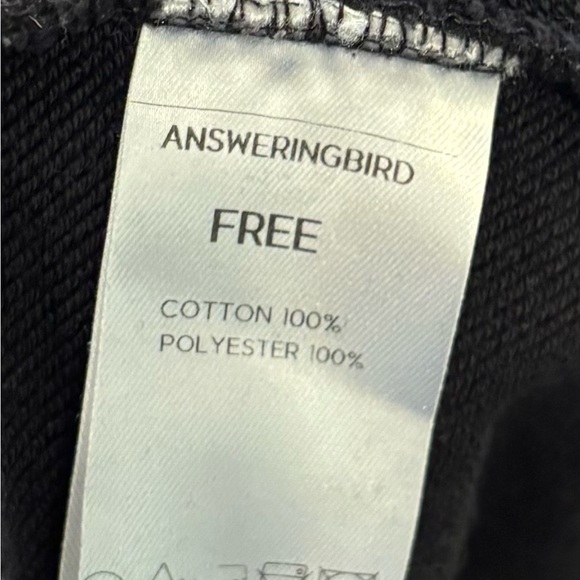 ANSWERINGBIRD
FREE
COTTON 100%
POLYESTER 100%